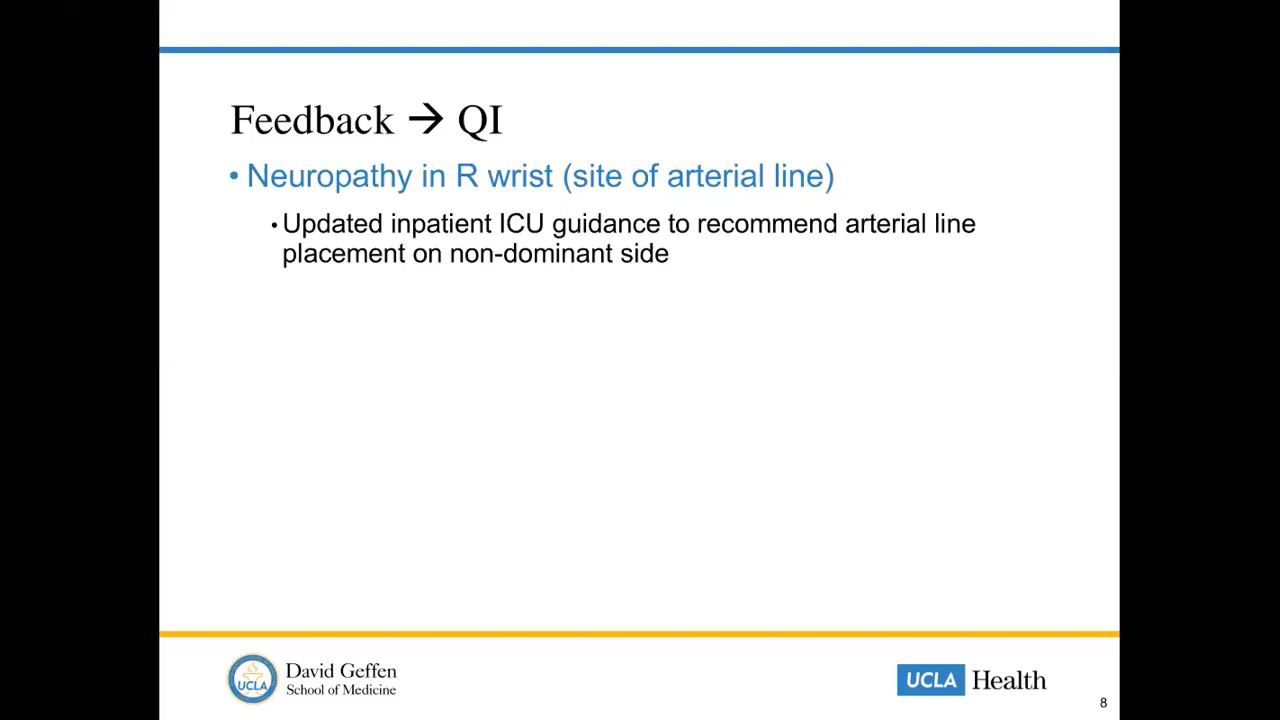 Feedback → QI
• Neuropathy in R wrist (site of arterial line)
• Updated inpatient ICU guidance to recommend arterial line
placement on non-dominant side
UCLA
David Geffen
School of Medicine
UCLA Health
8